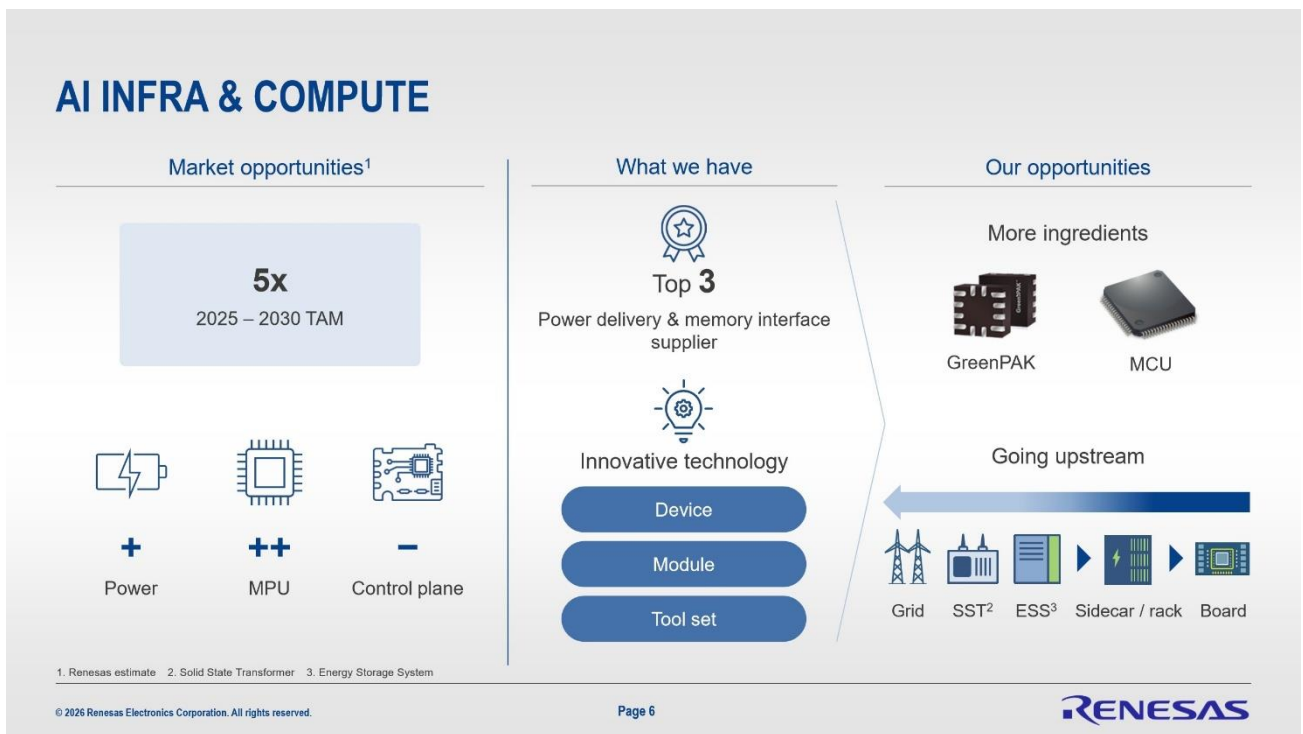 AI INFRA & COMPUTE
Market opportunities¹
5x
2025 – 2030 TAM
+
Power
++
MPU
–
Control plane
What we have
Top 3
Power delivery & memory interface
supplier
Innovative technology
Device
Module
Tool set
Our opportunities
More ingredients
GreenPAK
GreenPAK
MCU
Going upstream
Grid
SST²
ESS³
Sidecar / rack
Board
1. Renesas estimate 2. Solid State Transformer 3. Energy Storage System
© 2026 Renesas Electronics Corporation. All rights reserved.
Page 6
RENESAS